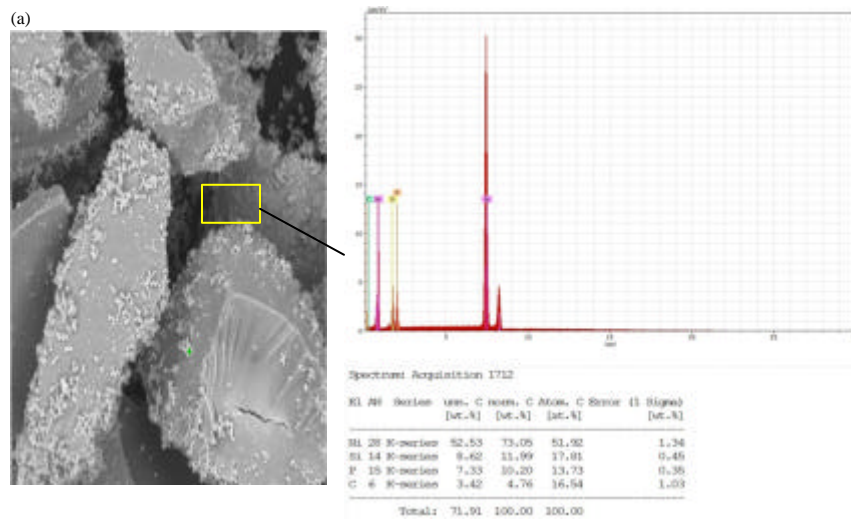 (a)
cps/eV
Spectrum: Acquisition 1712
El AN Series unn. C norm. C Atom. C Error (1 Sigma)
[wt.%] [wt.%] [at.%] [wt.%]
Ni 28 K-series 52.53 73.05 51.92 1.34
Si 14 K-series 8.62 11.99 17.81 0.45
P 15 K-series 7.33 10.20 13.73 0.35
C 6 K-series 3.42 4.76 16.54 1.03
Total: 71.91 100.00 100.00